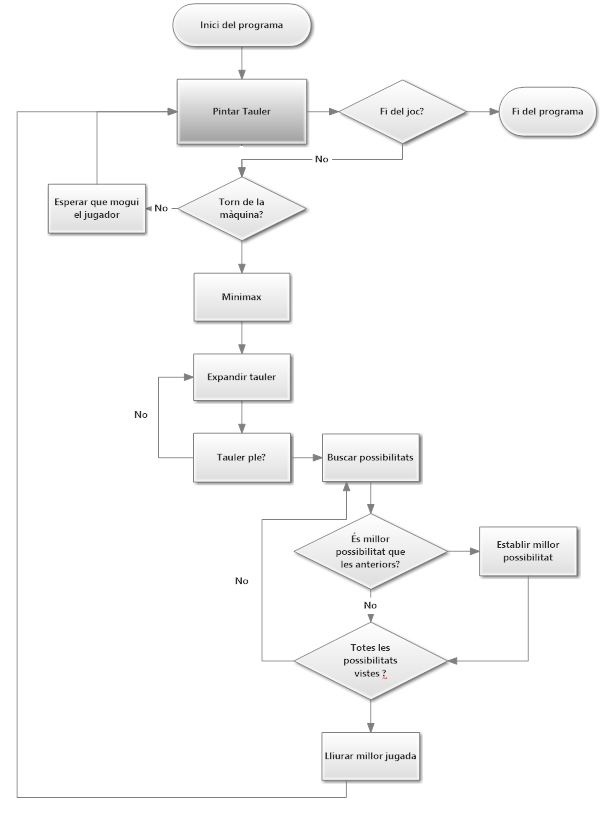 Inici del programa
Pintar Tauler
Fi del joc?
Fi del programa
No
Esperar que mogui
el jugador
No
Torn de la
màquina?
Minimax
Expandir tauler
No
Tauler ple?
Buscar possibilitats
És millor
possibilitat que
les anteriors?
Establir millor
possibilitat
No
No
Totes les
possibilitats
vistes ?
Lliurar millor jugada